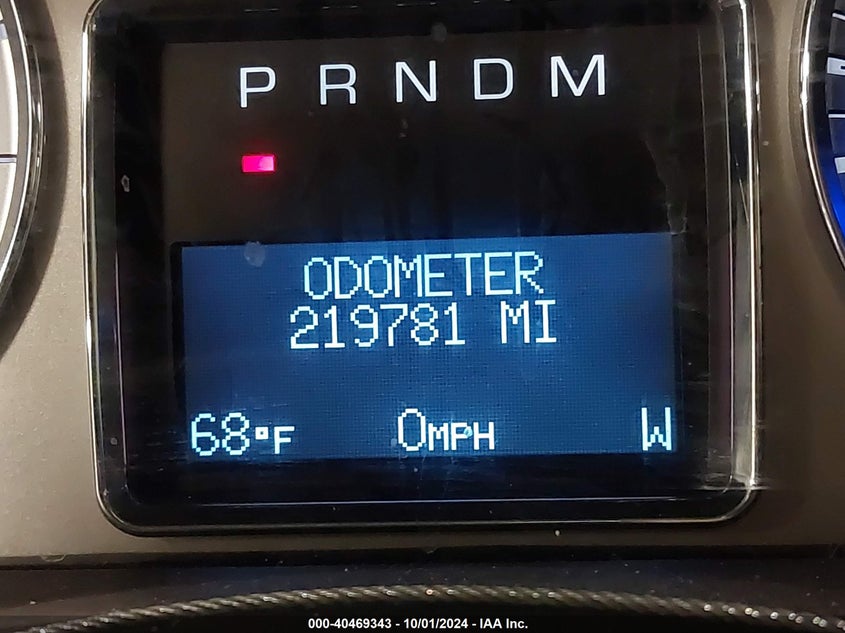 P R N D M
ODOMETER
219781 MI
68°F 0MPH W
000-40469343 - 10/01/2024 - IAA Inc.